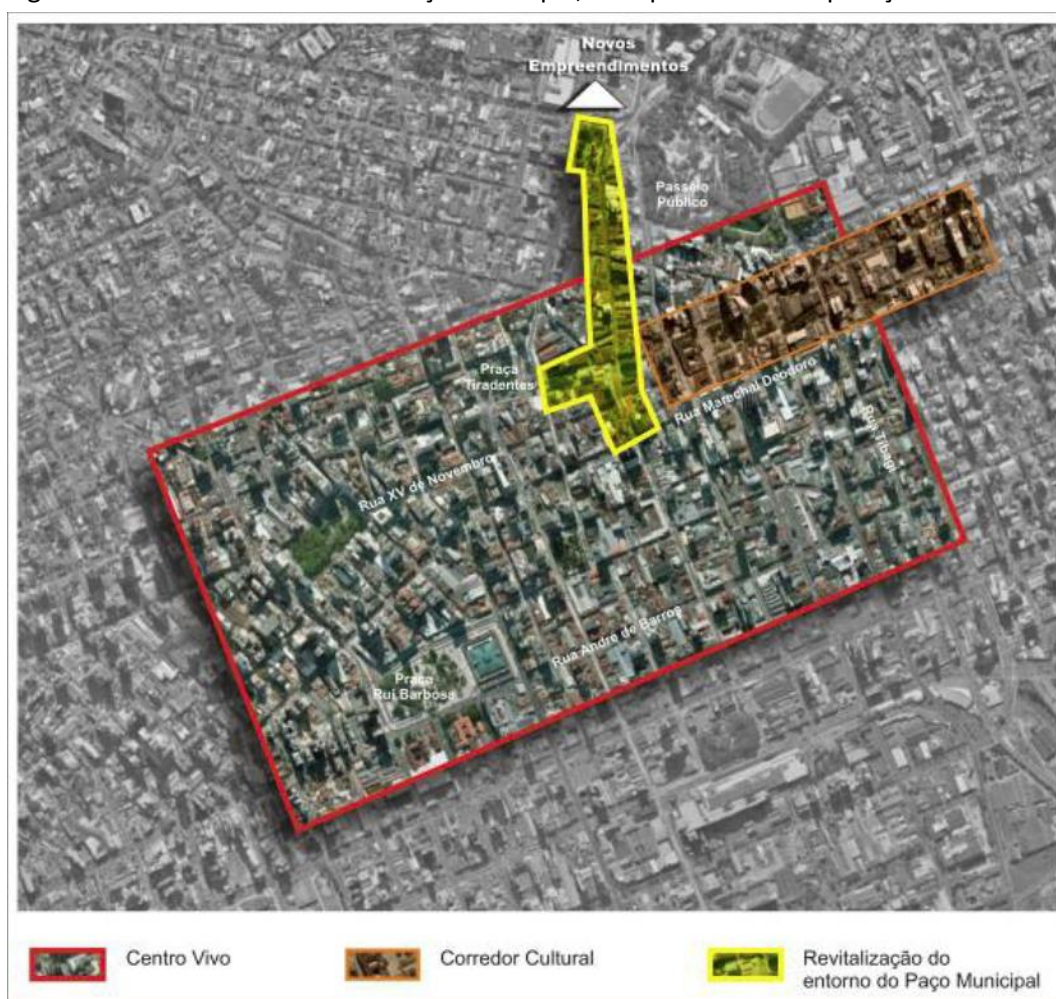 Novos
Empreendimentos
Passeio
Público
Praça
Tiradentes
Rua Marechal Deodoro
Rua Tibagi
Rua XV de Novembro
Rua André de Barros
Praça
Rui Barbosa
Centro Vivo
Corredor Cultural
Revitalização do
entorno do Paço Municipal